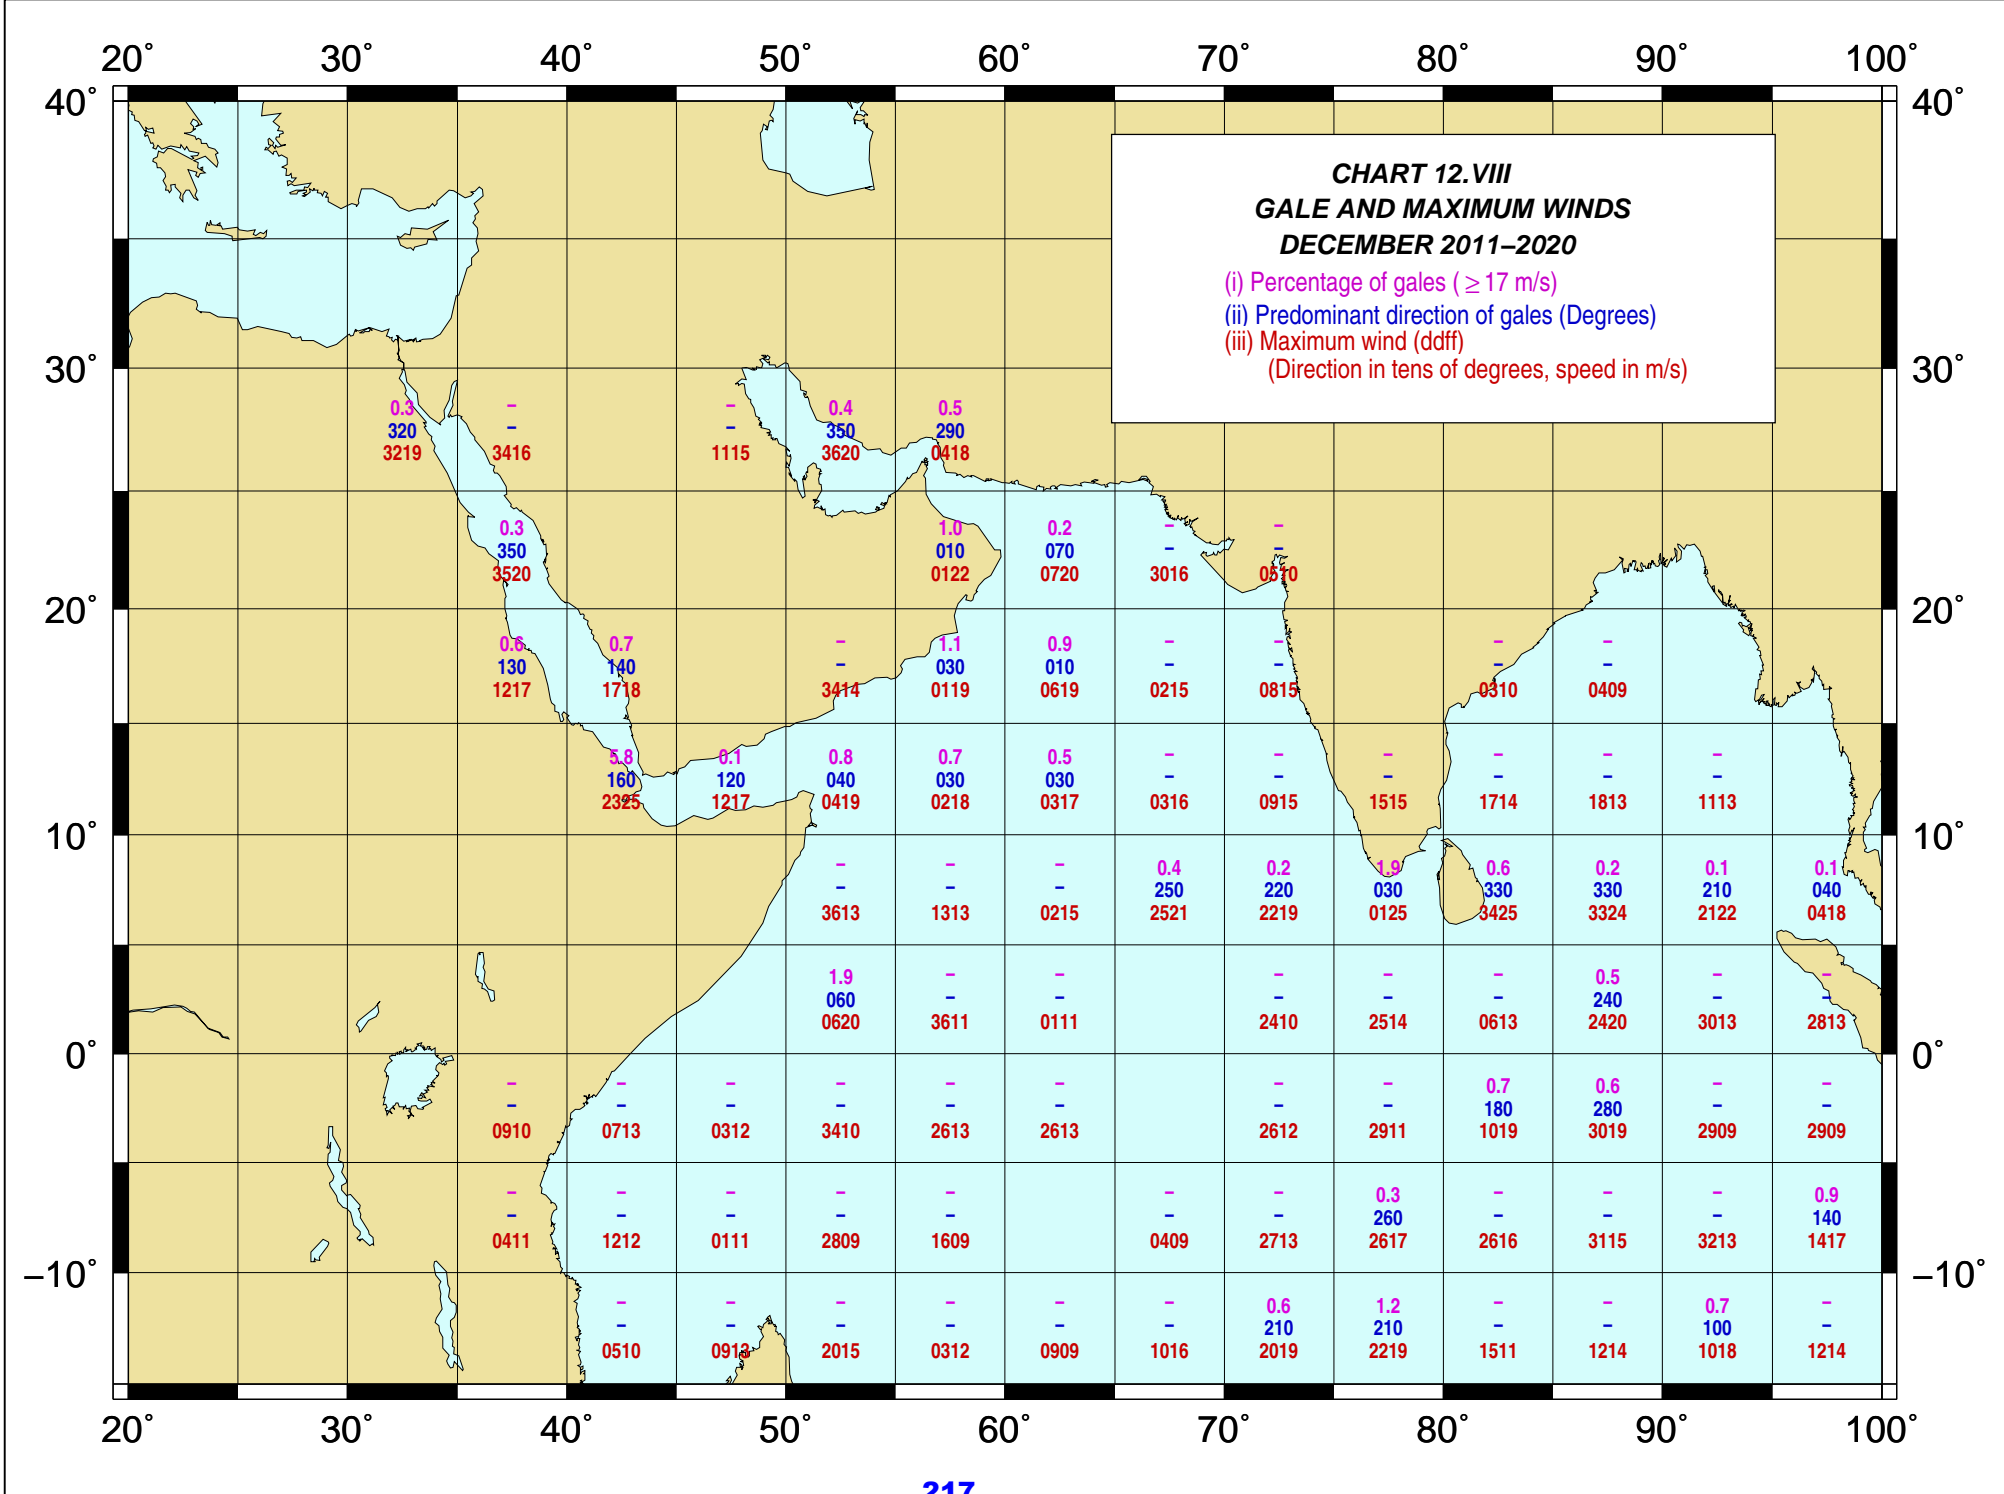 20° 30° 40° 50° 60° 70° 80° 90° 100°
40° 40°
CHART 12.VIII
GALE AND MAXIMUM WINDS
DECEMBER 2011–2020
(i) Percentage of gales ( ≥ 17 m/s)
(ii) Predominant direction of gales (Degrees)
(iii) Maximum wind (ddff)
(Direction in tens of degrees, speed in m/s)
30° 30°
0.3 – – 0.4 0.5
320 – – 350 290
3219 3416 1115 3620 0418
0.3 1.0 0.2 – –
350 010 070 – –
3520 0122 0720 3016 0510
20° 20°
0.6 0.7 – 1.1 0.9 – – – –
130 140 – 030 010 – – – –
1217 1718 3414 0119 0619 0215 0815 0310 0409
5.8 0.1 0.8 0.7 0.5 – – – – – –
160 120 040 030 030 – – – – – –
2325 1217 0419 0218 0317 0316 0915 1515 1714 1813 1113
10° 10°
– – – 0.4 0.2 1.9 0.6 0.2 0.1 0.1
– – – 250 220 030 330 330 210 040
3613 1313 0215 2521 2219 0125 3425 3324 2122 0418
1.9 – – – – – 0.5 – –
060 – – – – – 240 – –
0620 3611 0111 2410 2514 0613 2420 3013 2813
0° 0°
– – – – – – – – 0.7 0.6 – –
– – – – – – – – 180 280 – –
0910 0713 0312 3410 2613 2613 2612 2911 1019 3019 2909 2909
– – – – – – – 0.3 – – – 0.9
– – – – – – – 260 – – – 140
0411 1212 0111 2809 1609 0409 2713 2617 2616 3115 3213 1417
–10° –10°
– – – – – – 0.6 1.2 – – 0.7 –
– – – – – – 210 210 – – 100 –
0510 0913 2015 0312 0909 1016 2019 2219 1511 1214 1018 1214
20° 30° 40° 50° 60° 70° 80° 90° 100°
217